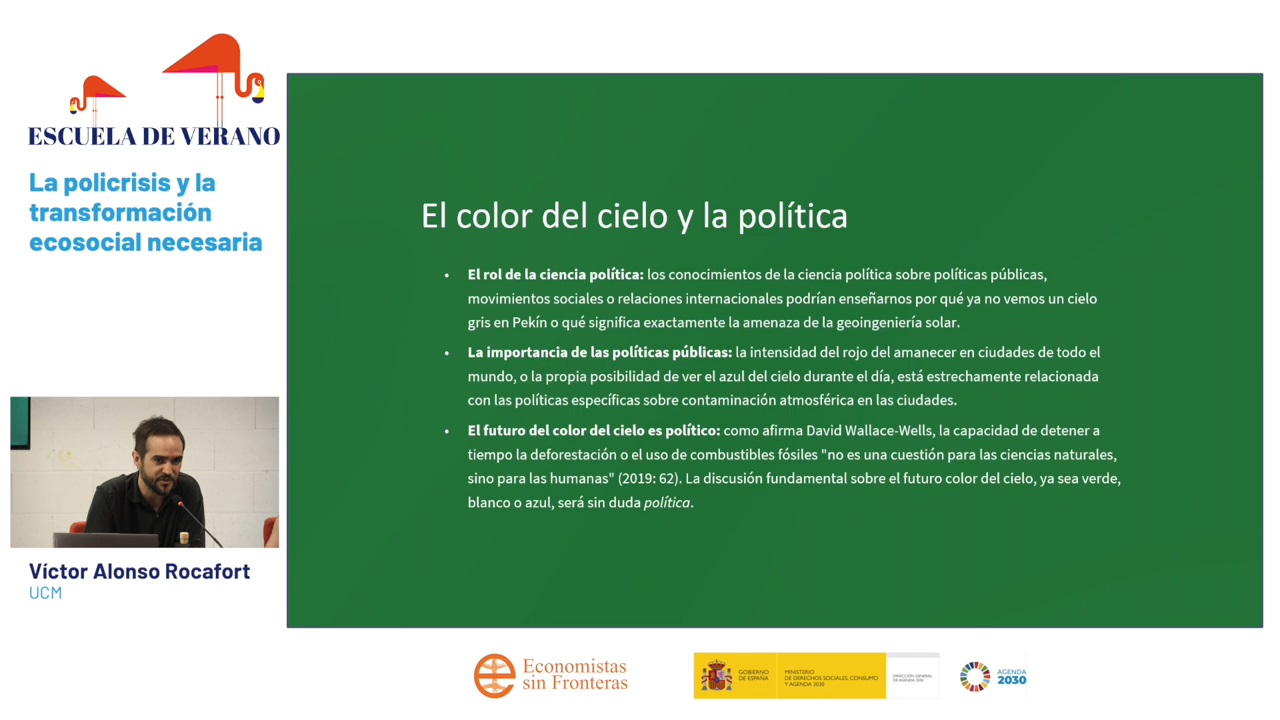 ESCUELA DE VERANO
La policrisis y la
transformación
ecosocial necesaria
El color del cielo y la política
• El rol de la ciencia política: los conocimientos de la ciencia política sobre políticas públicas,
movimientos sociales o relaciones internacionales podrían enseñarnos por qué ya no vemos un cielo
gris en Pekín o qué significa exactamente la amenaza de la geoingeniería solar.
• La importancia de las políticas públicas: la intensidad del rojo del amanecer en ciudades de todo el
mundo, o la propia posibilidad de ver el azul del cielo durante el día, está estrechamente relacionada
con las políticas específicas sobre contaminación atmosférica en las ciudades.
• El futuro del color del cielo es político: como afirma David Wallace-Wells, la capacidad de detener a
tiempo la deforestación o el uso de combustibles fósiles "no es una cuestión para las ciencias naturales,
sino para las humanas" (2019: 62). La discusión fundamental sobre el futuro color del cielo, ya sea verde,
blanco o azul, será sin duda política.
Víctor Alonso Rocafort
UCM
Economistas
sin Fronteras
GOBIERNO
DE ESPAÑA
MINISTERIO
DE DERECHOS SOCIALES, CONSUMO
Y AGENDA 2030
DIRECCIÓN GENERAL
DE AGENDA 2030
AGENDA
2030